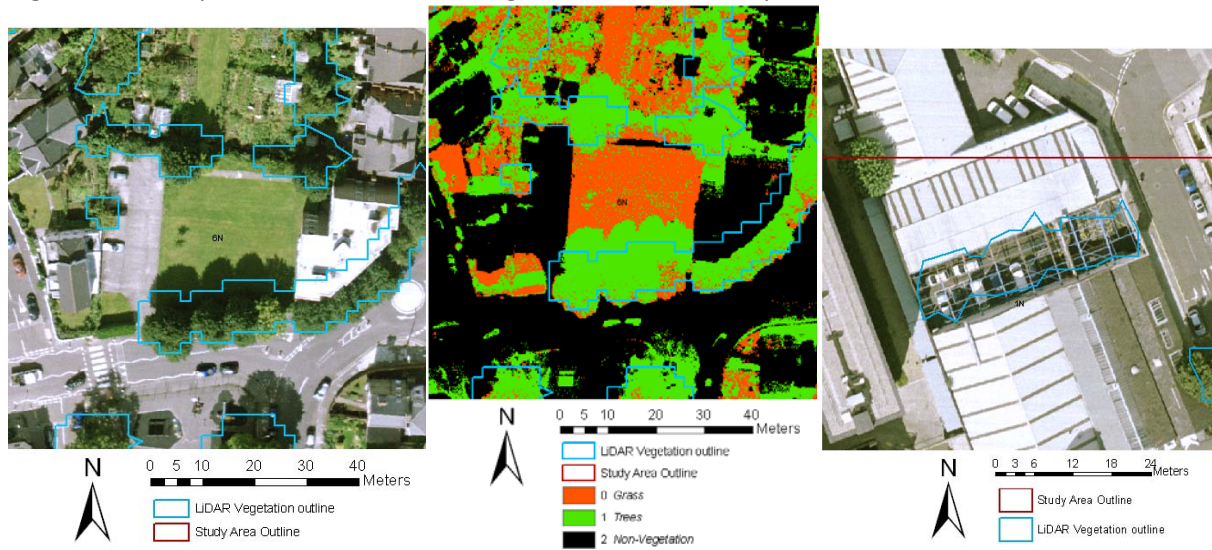 6N
N
0 5 10 20 30 40
Meters
LiDAR Vegetation outline
Study Area Outline
6N
N
0 5 10 20 30 40
Meters
LiDAR Vegetation outline
Study Area Outline
0 Grass
1 Trees
2 Non-Vegetation
N
0 3 6 12 18 24
Meters
Study Area Outline
LiDAR Vegetation outline